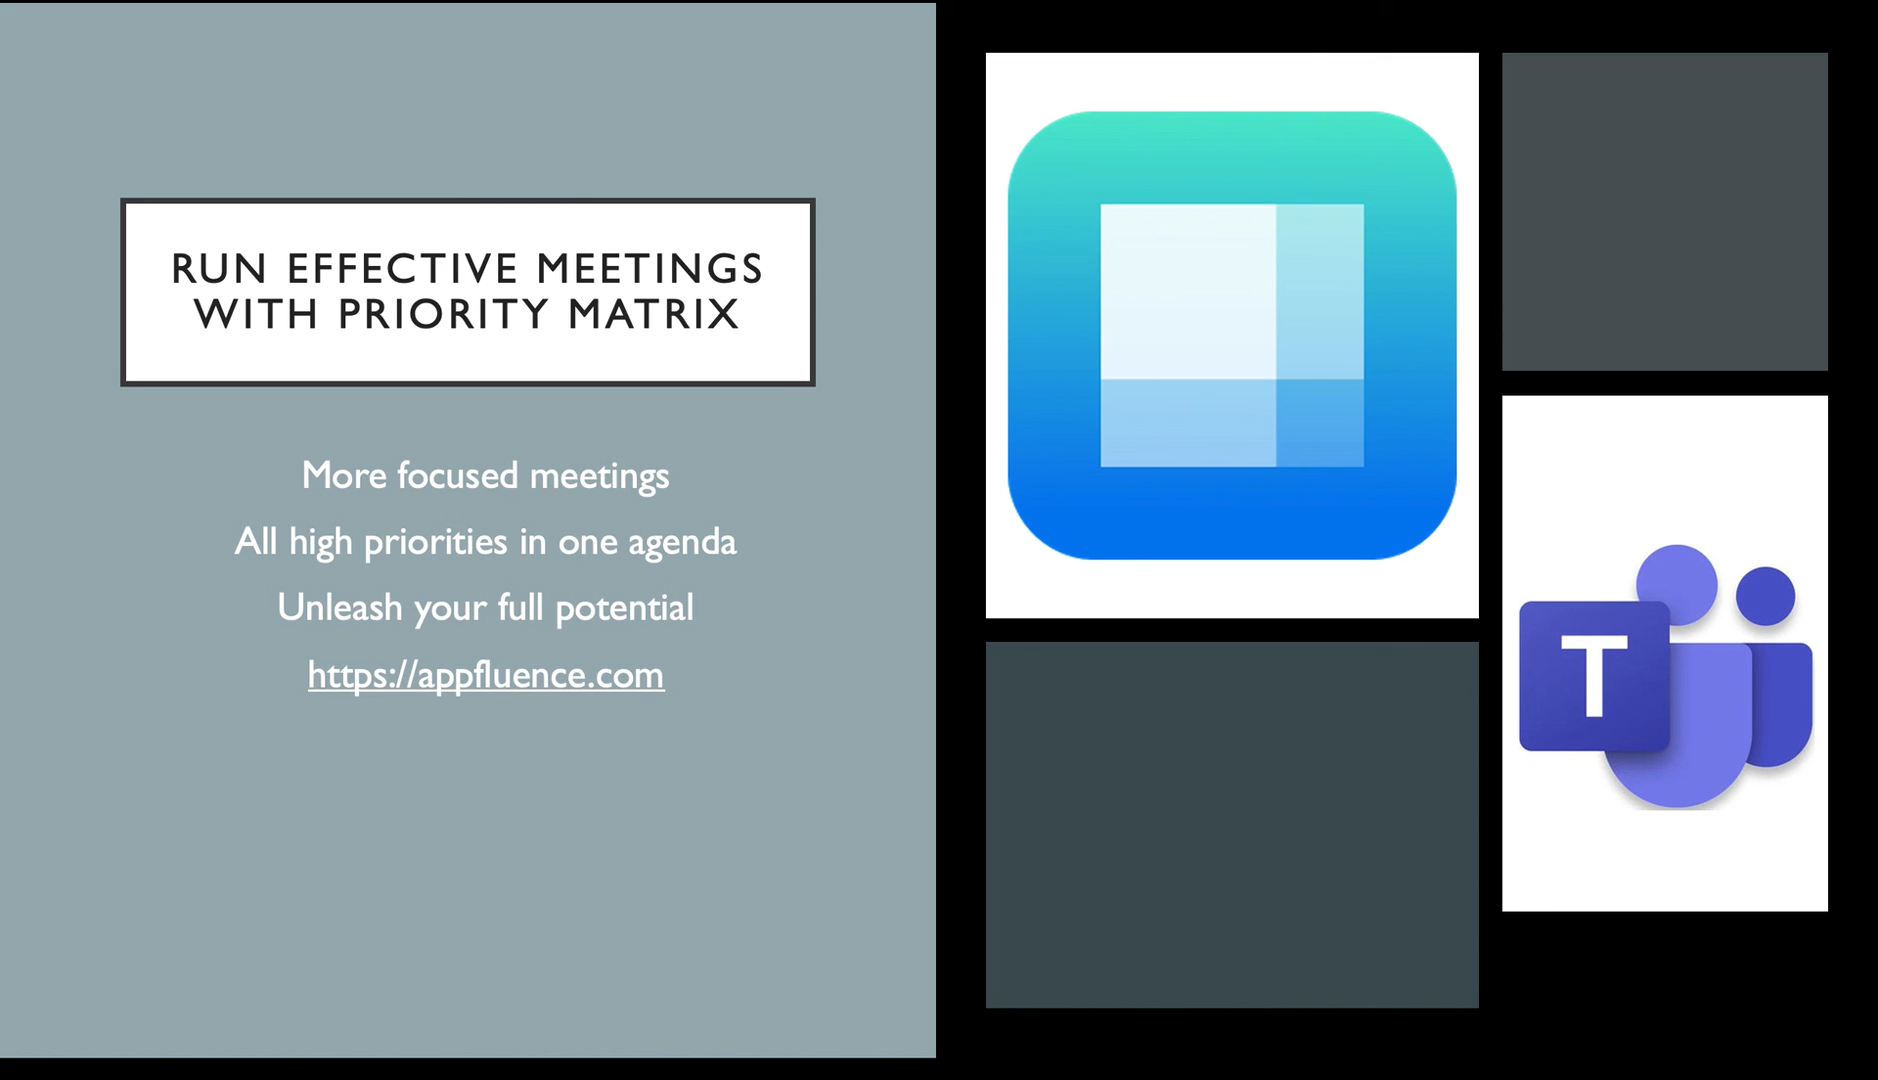 RUN EFFECTIVE MEETINGS
WITH PRIORITY MATRIX
More focused meetings
All high priorities in one agenda
Unleash your full potential
https://appfluence.com
T